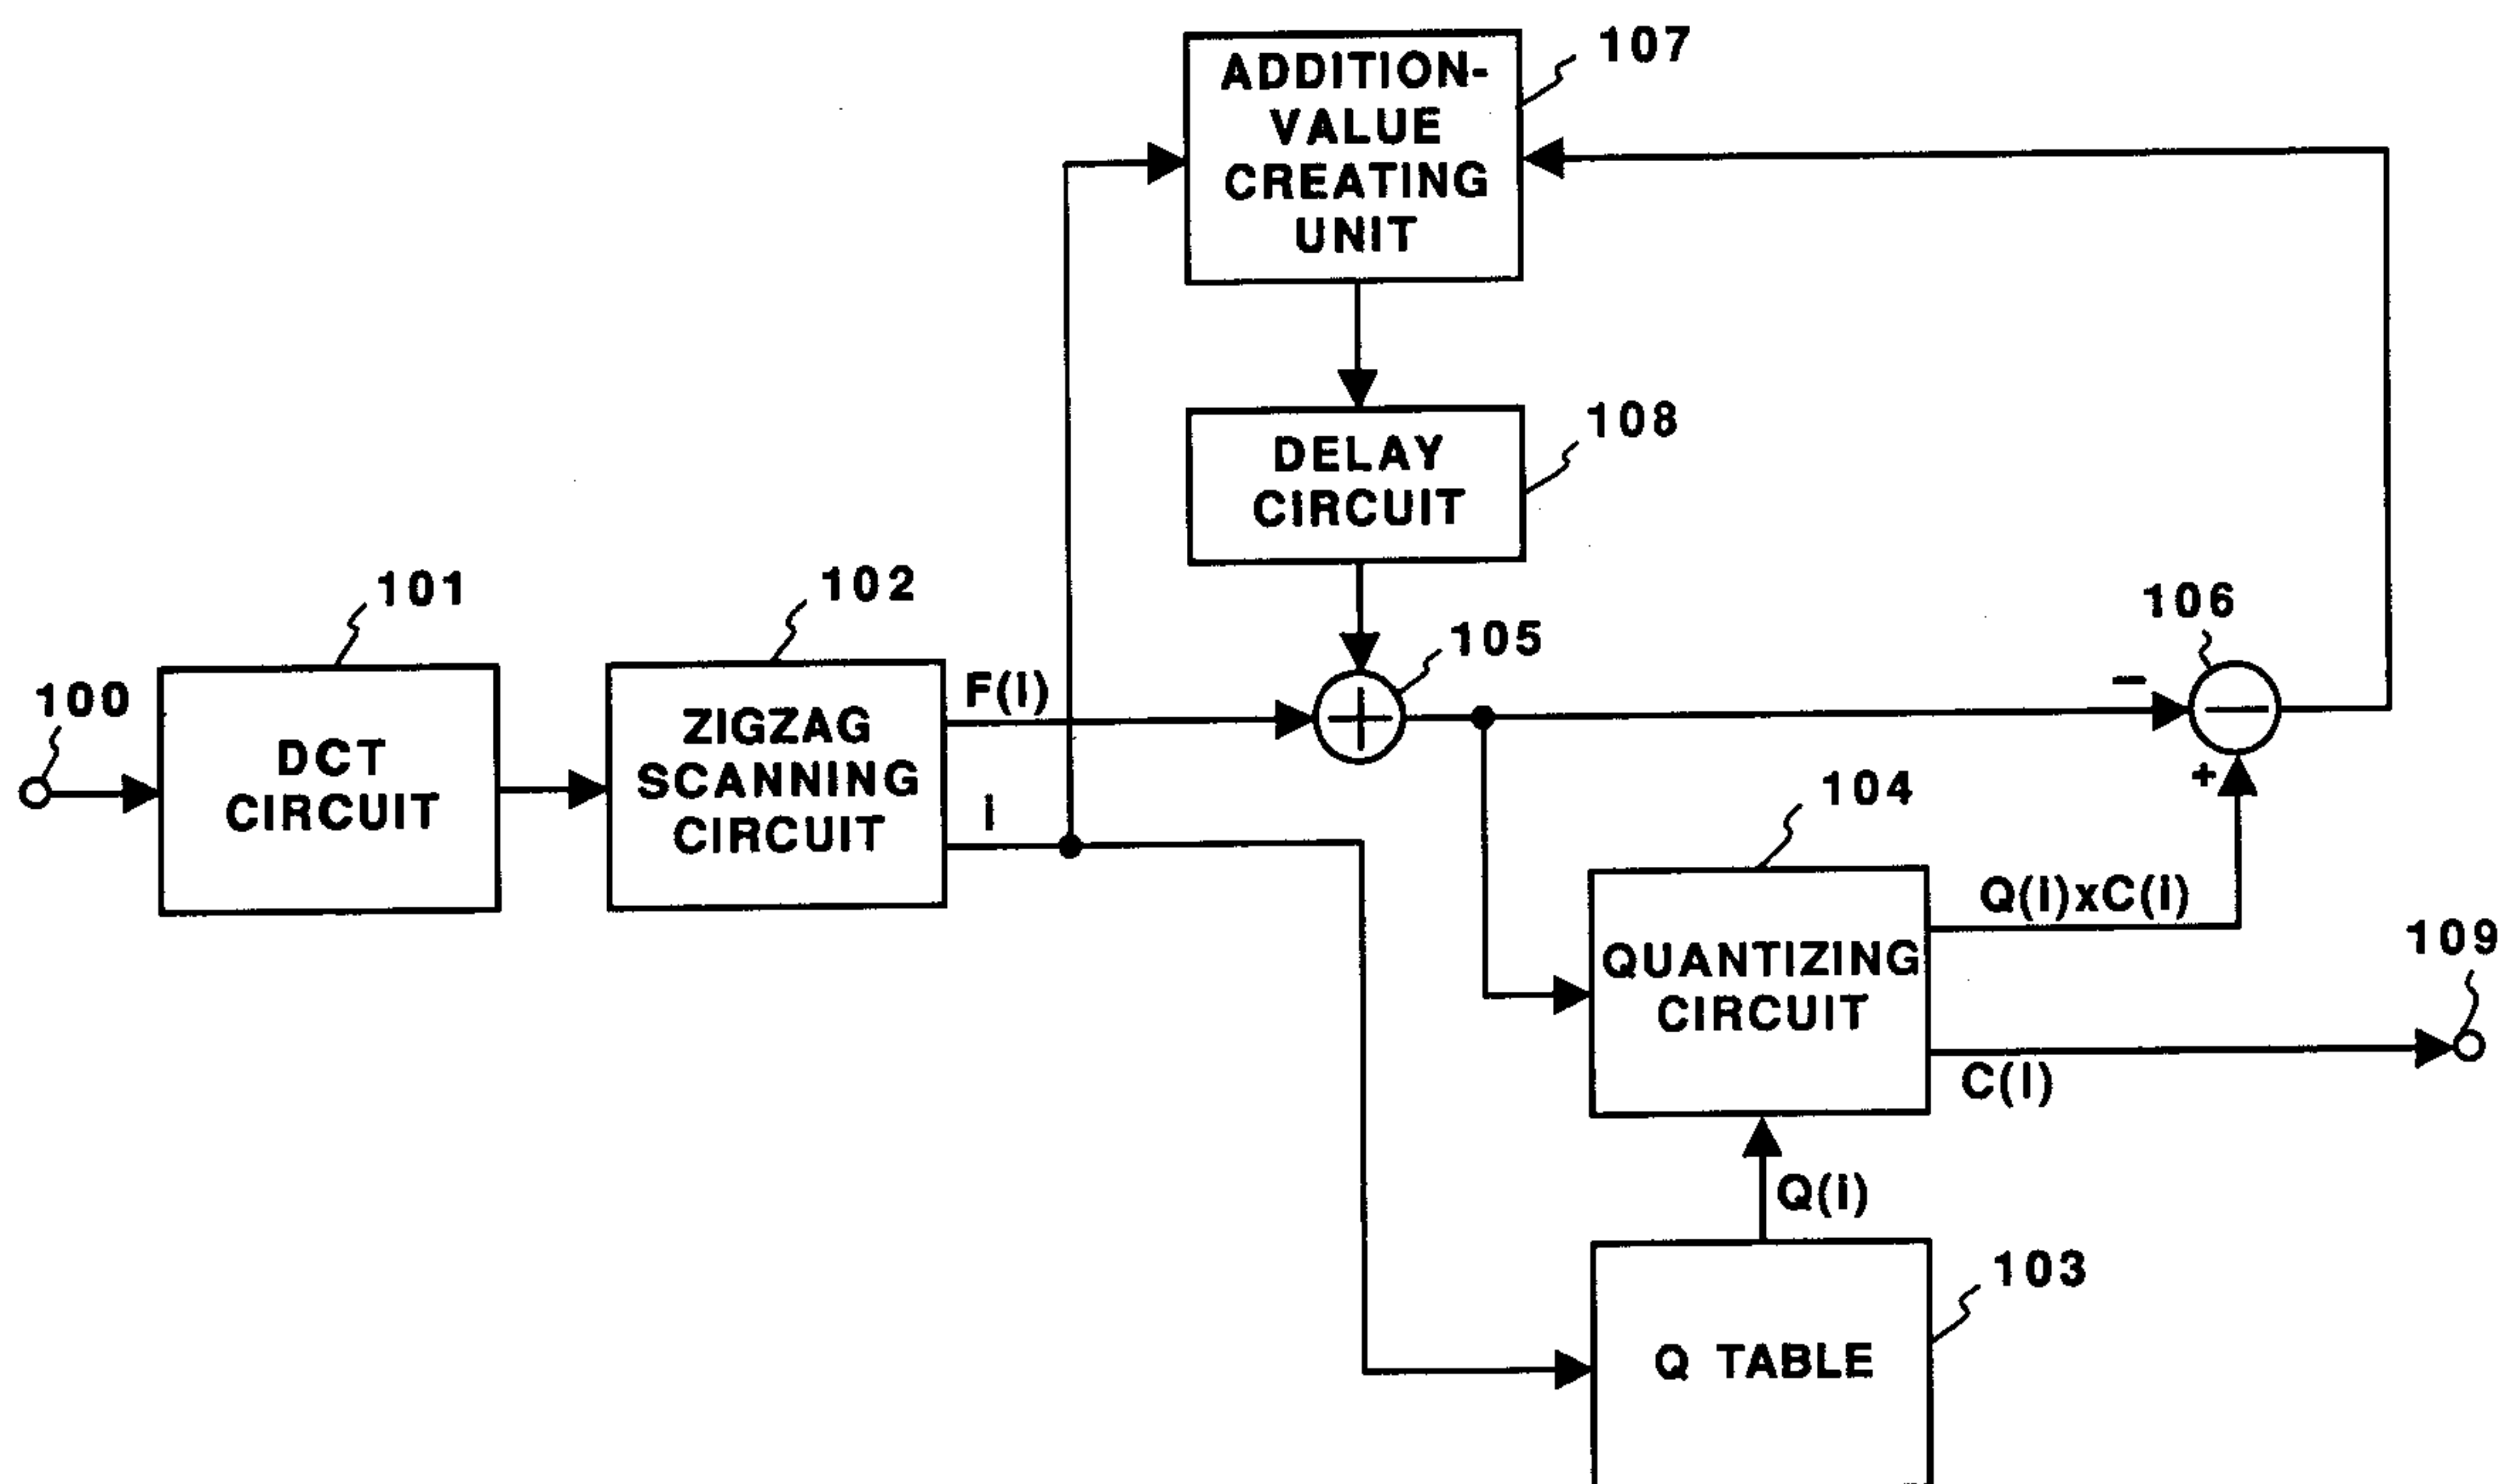 107
ADDITION-
VALUE
CREATING
UNIT
108
DELAY
CIRCUIT
101
102
105
106
100
DCT
CIRCUIT
ZIGZAG
SCANNING
CIRCUIT
F(i)
i
−
+
104
QUANTIZING
CIRCUIT
Q(i)xC(i)
109
C(i)
Q(i)
103
Q TABLE